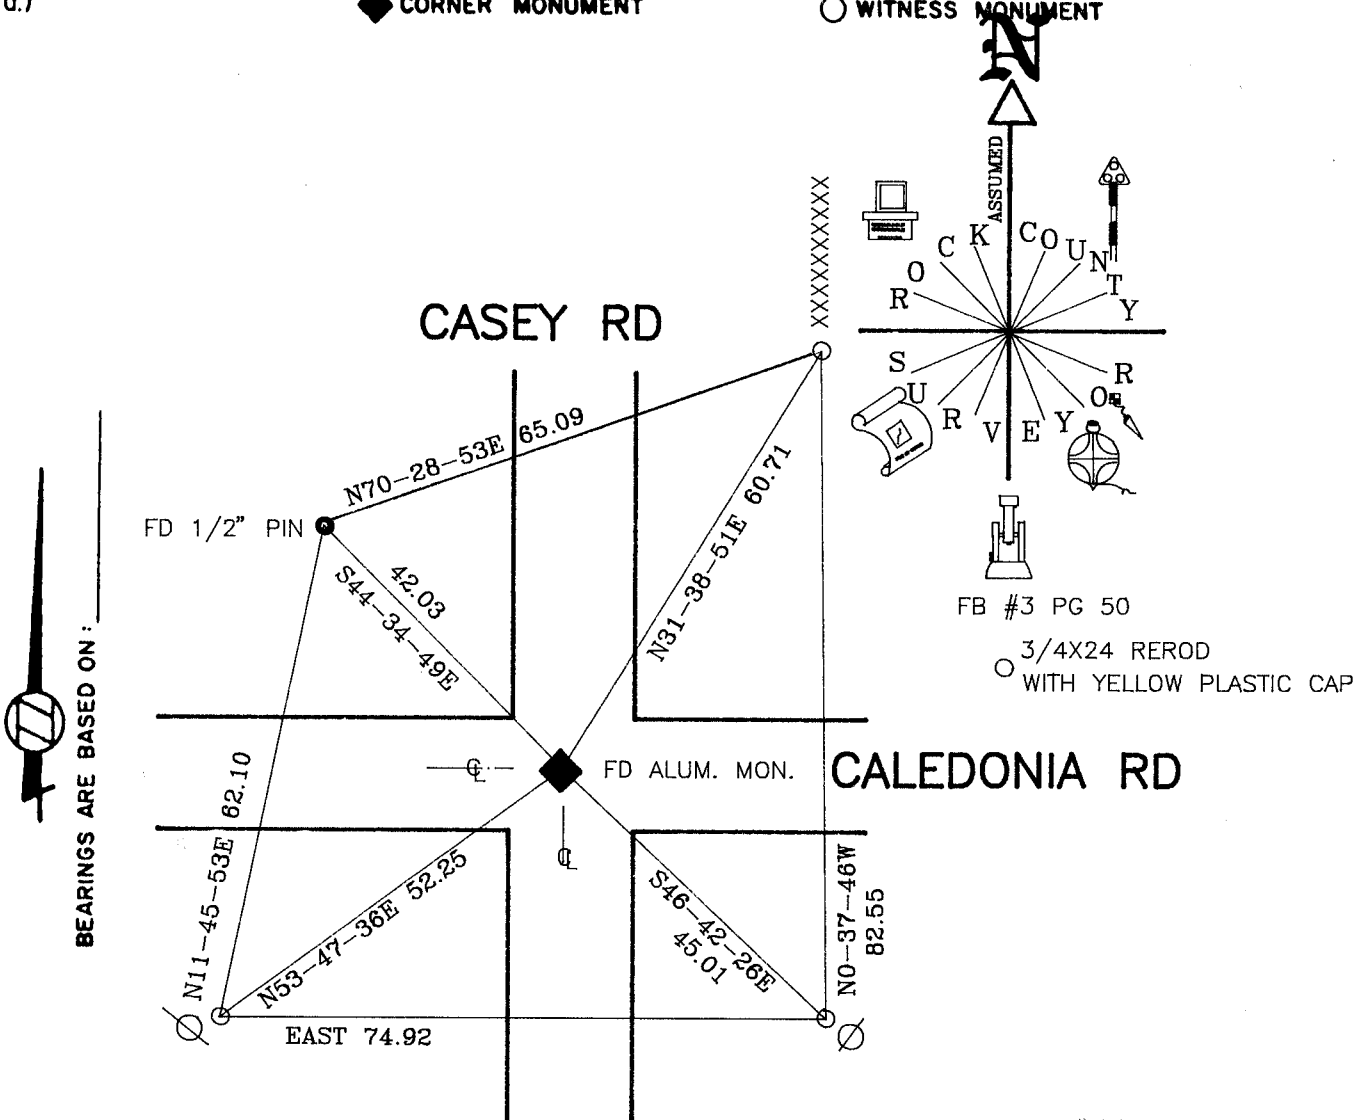 CORNER MONUMENT
WITNESS MONUMENT
N
ASSUMED
ROCK COUNTY
SURVEYOR
CASEY RD
N70-28-53E 65.09
FD 1/2" PIN
42.03
S44-34-49E
N31-38-51E 60.71
FB #3 PG 50
3/4X24 REROD
WITH YELLOW PLASTIC CAP
BEARINGS ARE BASED ON:
CL
FD ALUM. MON.
CALEDONIA RD
CL
N11-45-53E 62.10
N53-47-36E 52.25
S46-42-26E
45.01
N0-37-46W
82.55
EAST 74.92